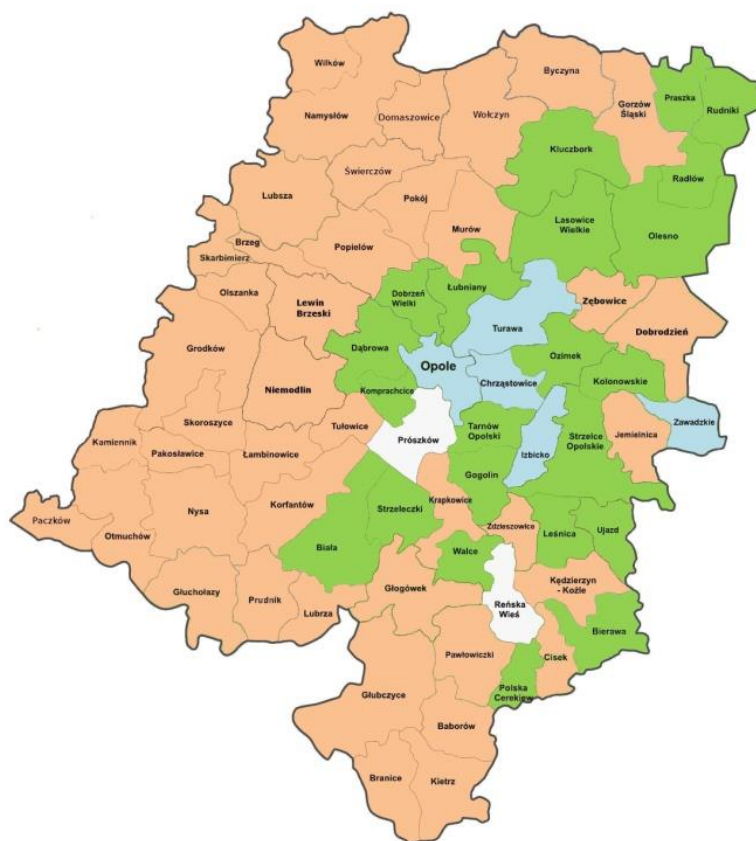 Wilków
Byczyna
Namysłów
Domaszowice
Wołczyn
Gorzów
Śląski
Praszka
Rudniki
Kluczbork
Świerczów
Radłów
Lubsza
Pokój
Lasowice
Wielkie
Olesno
Murów
Brzeg
Popielów
Skarbimierz
Olszanka
Lewin
Brzeski
Dobrzeń
Wielki
Łubniany
Zębowice
Turawa
Dobrodzień
Grodków
Dąbrowa
Opole
Ozimek
Niemodlin
Komprachcice
Chrząstowice
Kolonowskie
Skoroszyce
Tułowice
Tarnów
Opolski
Zawadzkie
Kamiennik
Prószków
Strzelce
Opolskie
Jemielnica
Pakosławice
Łambinowice
Izbicko
Gogolin
Korfantów
Krapkowice
Paczków
Nysa
Strzeleczki
Zdzieszowice
Otmuchów
Leśnica
Ujazd
Biała
Walce
Głuchołazy
Prudnik
Lubrza
Głogówek
Kędzierzyn
- Koźle
Reńska
Wieś
Bierawa
Pawłowiczki
Cisek
Polska
Cerekiew
Głubczyce
Baborów
Branice
Kietrz